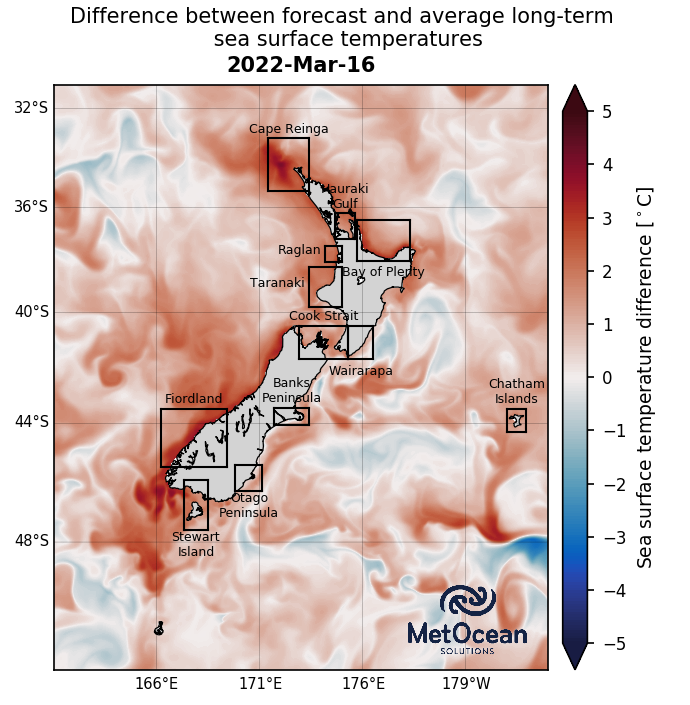 Difference between forecast and average long-term
sea surface temperatures
2022-Mar-16
32°S
36°S
40°S
44°S
48°S
Cape Reinga
Hauraki
Gulf
Raglan
Bay of Plenty
Taranaki
Cook Strait
Wairarapa
Banks
Peninsula
Fiordland
Chatham
Islands
Otago
Peninsula
Stewart
Island
MetOcean
SOLUTIONS
166°E
171°E
176°E
179°W
5
4
3
2
1
0
−1
−2
−3
−4
−5
Sea surface temperature difference [°C]